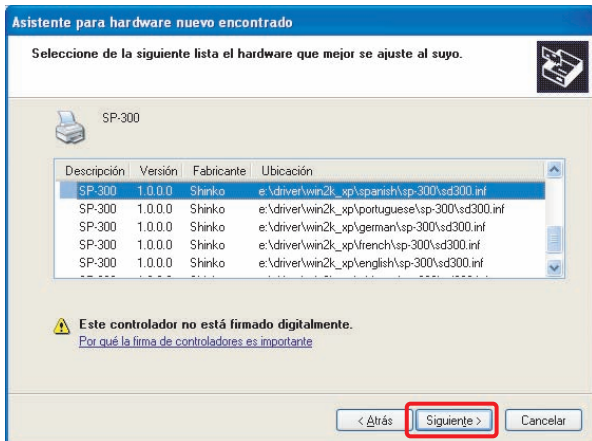 Asistente para hardware nuevo encontrado
Seleccione de la siguiente lista el hardware que mejor se ajuste al suyo.
SP-300
Descripción Versión Fabricante Ubicación
SP-300 1.0.0.0 Shinko e:\driver\win2k_xp\spanish\sp-300\sd300.inf
SP-300 1.0.0.0 Shinko e:\driver\win2k_xp\portuguese\sp-300\sd300.inf
SP-300 1.0.0.0 Shinko e:\driver\win2k_xp\german\sp-300\sd300.inf
SP-300 1.0.0.0 Shinko e:\driver\win2k_xp\french\sp-300\sd300.inf
SP-300 1.0.0.0 Shinko e:\driver\win2k_xp\english\sp-300\sd300.inf
Este controlador no está firmado digitalmente.
Por qué la firma de controladores es importante
< Atrás Siguiente > Cancelar